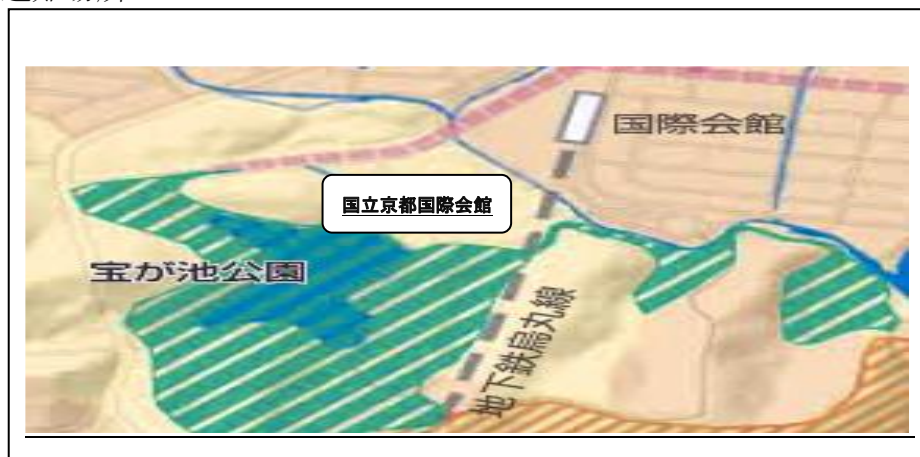 国際会館
国立京都国際会館
宝が池公園
地下鉄烏丸線